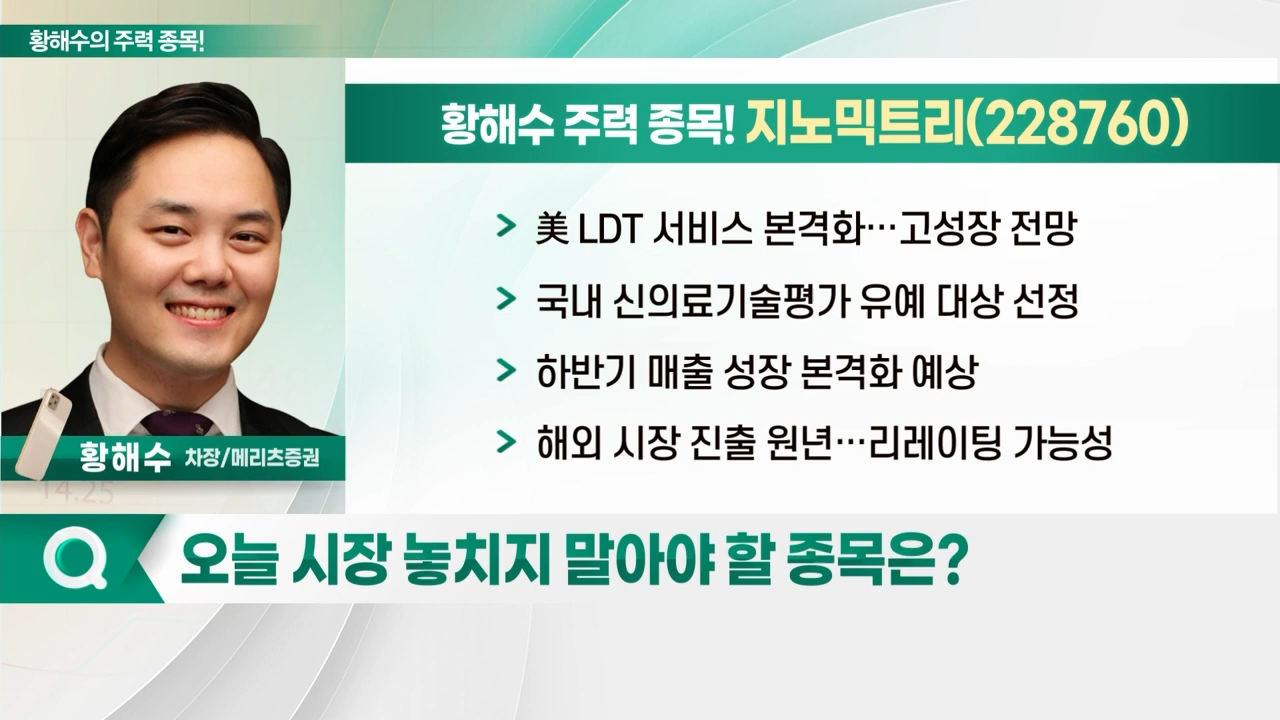 황해수의 주력 종목!
황해수 주력 종목! 지노믹트리(228760)
> 美 LDT 서비스 본격화…고성장 전망
> 국내 신의료기술평가 유예 대상 선정
> 하반기 매출 성장 본격화 예상
> 해외 시장 진출 원년…리레이팅 가능성
황해수 차장/메리츠증권
14.25
Q 오늘 시장 놓치지 말아야 할 종목은?